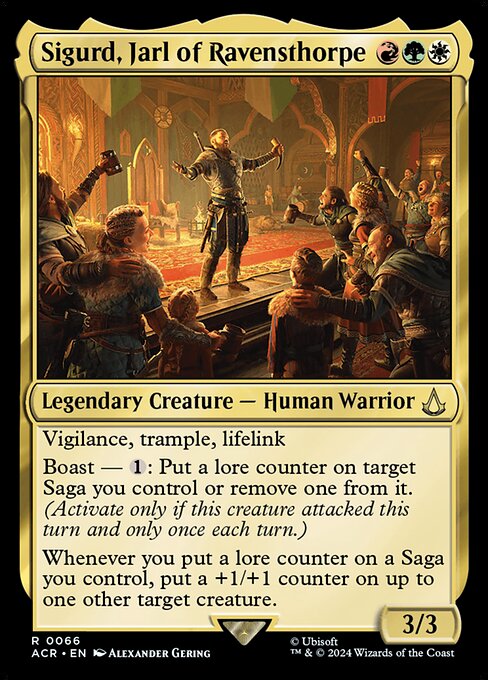 Sigurd, Jarl of Ravensthorpe
Legendary Creature — Human Warrior
Vigilance, trample, lifelink
Boast — 1: Put a lore counter on target
Saga you control or remove one from it.
(Activate only if this creature attacked this
turn and only once each turn.)
Whenever you put a lore counter on a Saga
you control, put a +1/+1 counter on up to
one other target creature.
3/3
R 0066
ACR • EN Alexander Gering
© Ubisoft
™ & © 2024 Wizards of the Coast